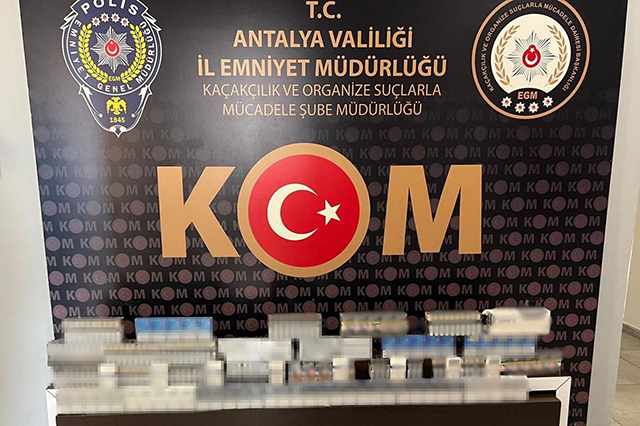 POLİS
EMNİYET GENEL MÜDÜRLÜĞÜ
EGM
1845
T.C.
ANTALYA VALİLİĞİ
İL EMNİYET MÜDÜRLÜĞÜ
KAÇAKÇILIK VE ORGANİZE SUÇLARLA
MÜCADELE ŞUBE MÜDÜRLÜĞÜ
KAÇAKÇILIK VE ORGANİZE SUÇLARLA MÜCADELE DAİRESİ BAŞKANLIĞI
EGM
KOM